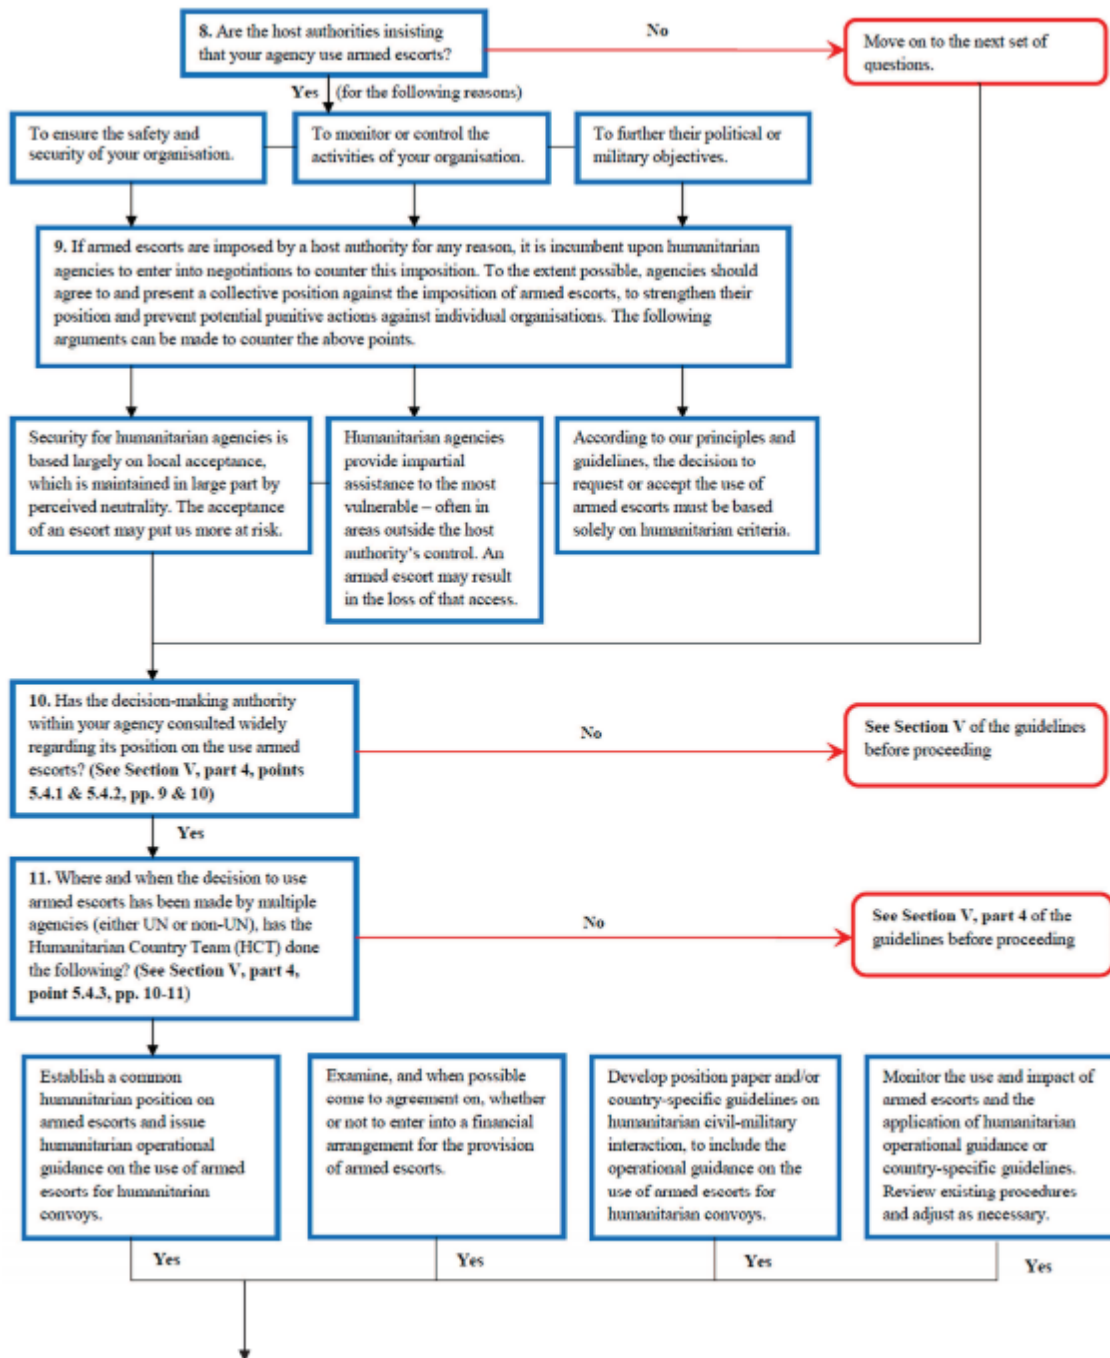 8. Are the host authorities insisting
that your agency use armed escorts?
No
Move on to the next set of
questions.
Yes (for the following reasons)
To ensure the safety and
security of your organisation.
To monitor or control the
activities of your organisation.
To further their political or
military objectives.
9. If armed escorts are imposed by a host authority for any reason, it is incumbent upon humanitarian
agencies to enter into negotiations to counter this imposition. To the extent possible, agencies should
agree to and present a collective position against the imposition of armed escorts, to strengthen their
position and prevent potential punitive actions against individual organisations. The following
arguments can be made to counter the above points.
Security for humanitarian agencies is
based largely on local acceptance,
which is maintained in large part by
perceived neutrality. The acceptance
of an escort may put us more at risk.
Humanitarian agencies
provide impartial
assistance to the most
vulnerable – often in
areas outside the host
authority's control. An
armed escort may result
in the loss of that access.
According to our principles and
guidelines, the decision to
request or accept the use of
armed escorts must be based
solely on humanitarian criteria.
10. Has the decision-making authority
within your agency consulted widely
regarding its position on the use armed
escorts? (See Section V, part 4, points
5.4.1 & 5.4.2, pp. 9 & 10)
No
See Section V of the guidelines
before proceeding
Yes
11. Where and when the decision to use
armed escorts has been made by multiple
agencies (either UN or non-UN), has the
Humanitarian Country Team (HCT) done
the following? (See Section V, part 4,
point 5.4.3, pp. 10-11)
No
See Section V, part 4 of the
guidelines before proceeding
Establish a common
humanitarian position on
armed escorts and issue
humanitarian operational
guidance on the use of armed
escorts for humanitarian
convoys.
Examine, and when possible
come to agreement on, whether
or not to enter into a financial
arrangement for the provision
of armed escorts.
Develop position paper and/or
country-specific guidelines on
humanitarian civil-military
interaction, to include the
operational guidance on the
use of armed escorts for
humanitarian convoys.
Monitor the use and impact of
armed escorts and the
application of humanitarian
operational guidance or
country-specific guidelines.
Review existing procedures
and adjust as necessary.
Yes
Yes
Yes
Yes